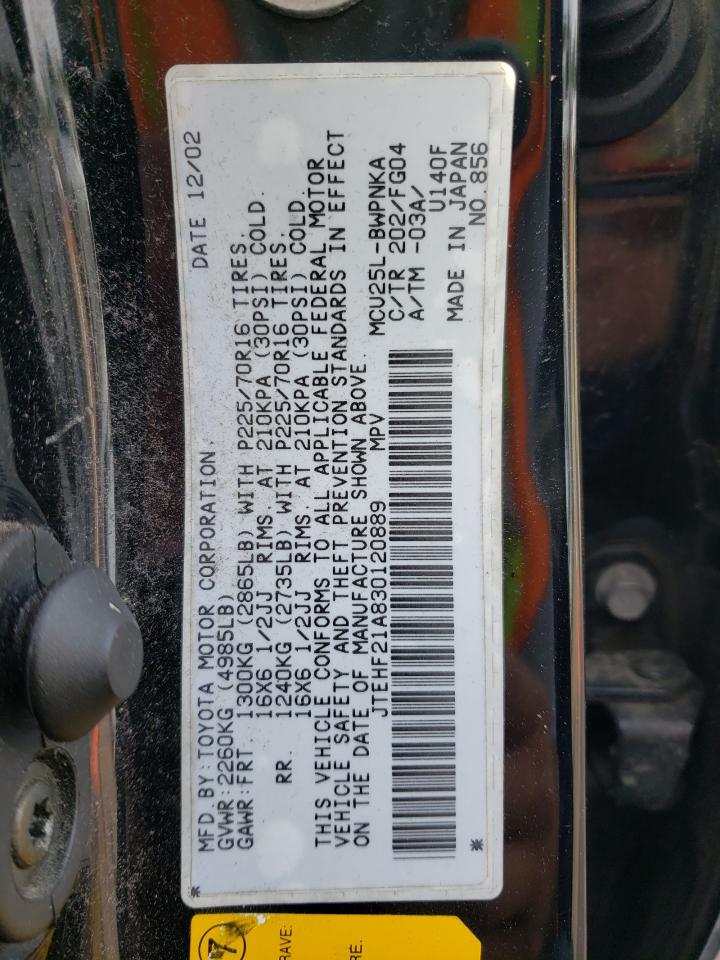 MFD.BY:TOYOTA MOTOR CORPORATION. DATE 12/02
GVWR:2260KG (4985LB)
GAWR:FRT. 1300KG (2865LB) WITH P225/70R16 TIRES.
16X6 1/2JJ RIMS. AT 210KPA (30PSI) COLD.
RR. 1240KG (2735LB) WITH P225/70R16 TIRES.
16X6 1/2JJ RIMS. AT 210KPA (30PSI) COLD.
THIS VEHICLE CONFORMS TO ALL APPLICABLE FEDERAL MOTOR
VEHICLE SAFETY AND THEFT PREVENTION STANDARDS IN EFFECT
ON THE DATE OF MANUFACTURE SHOWN ABOVE.
JTEHF21A830120889 MPV
MCU25L-BWPNKA
C/TR 202/FG04
A/TM -03A/ U140F
MADE IN JAPAN
NO.856
* *
7
RAVE:
RE.